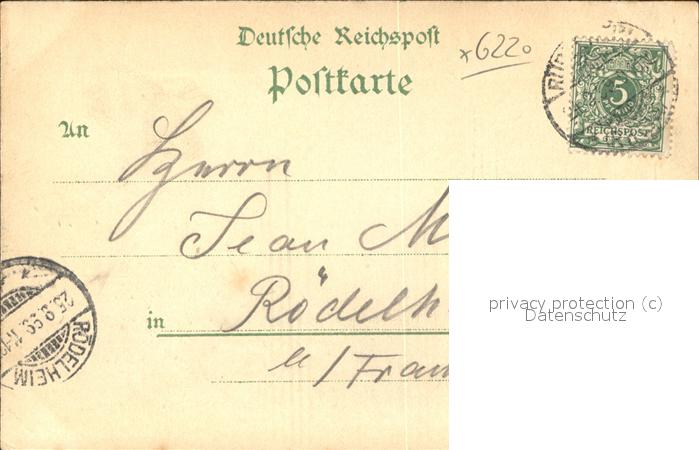 Deutsche Reichspost
Postkarte
x6220
5
REICHSPOST
An
Herrn
Jean M
in Rödelh
b/Fran
RÖDELHEIM
privacy protection (c)
Datenschutz